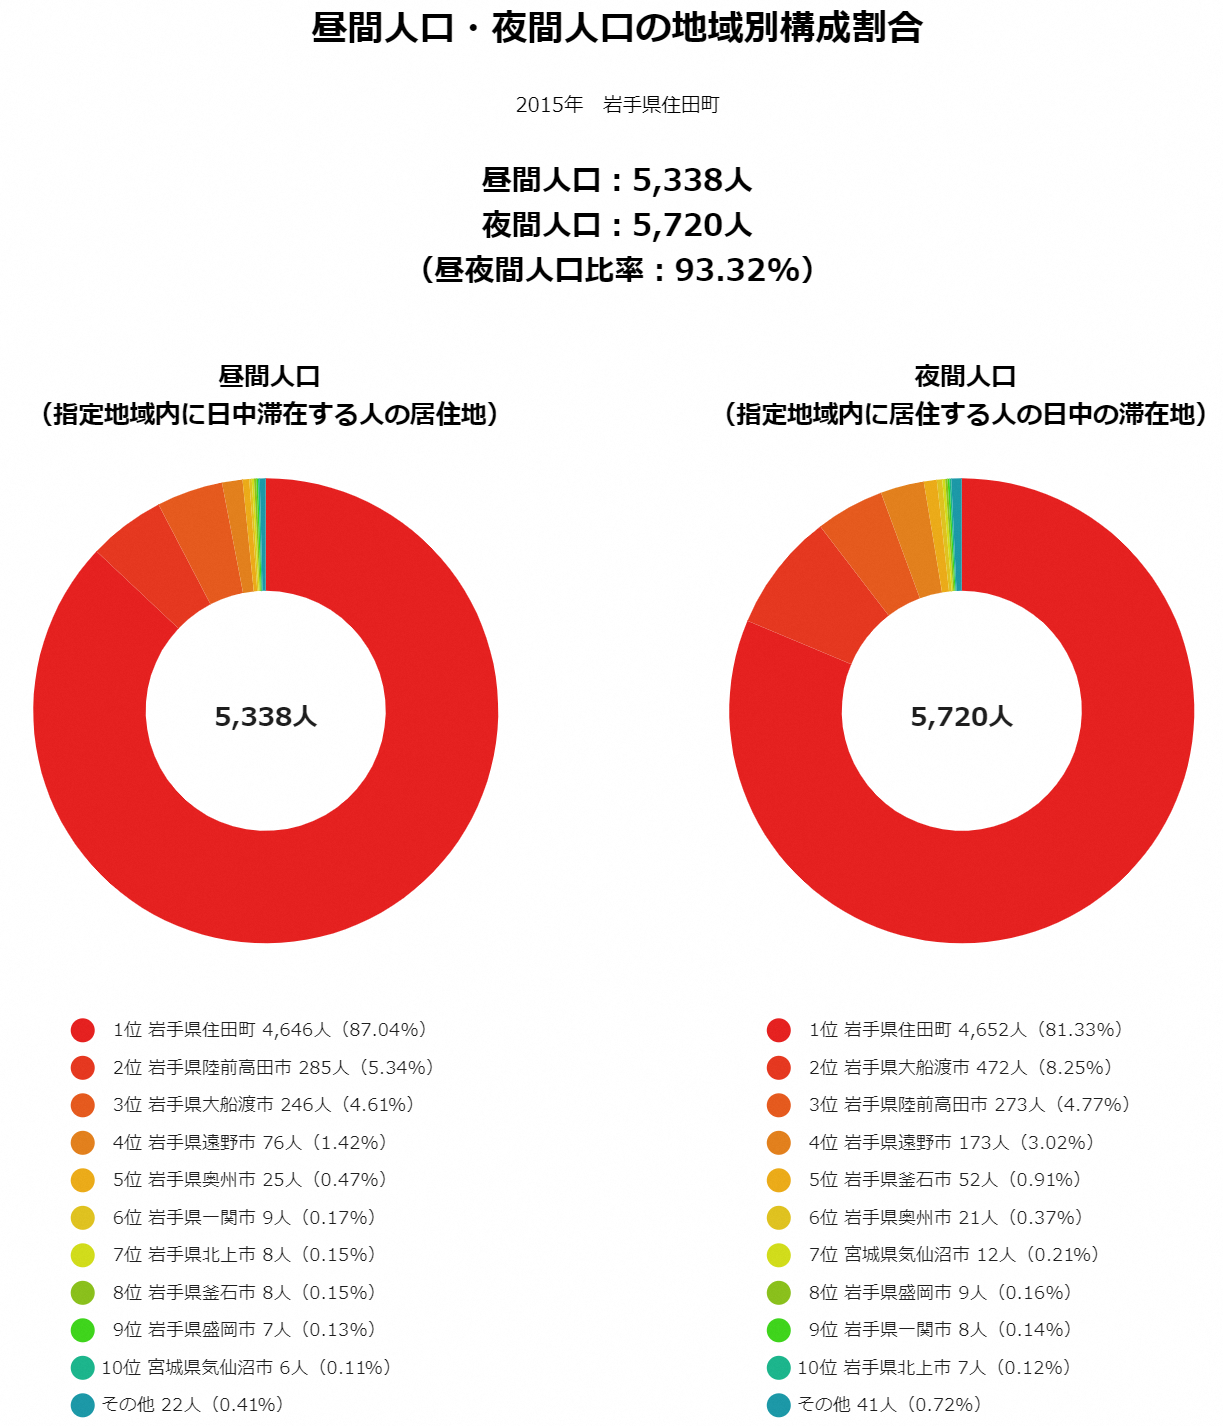 昼間人口・夜間人口の地域別構成割合
2015年　岩手県住田町
昼間人口：5,338人
夜間人口：5,720人
（昼夜間人口比率：93.32%）
昼間人口
（指定地域内に日中滞在する人の居住地）
5,338人
1位 岩手県住田町 4,646人（87.04%）
2位 岩手県陸前高田市 285人（5.34%）
3位 岩手県大船渡市 246人（4.61%）
4位 岩手県遠野市 76人（1.42%）
5位 岩手県奥州市 25人（0.47%）
6位 岩手県一関市 9人（0.17%）
7位 岩手県北上市 8人（0.15%）
8位 岩手県釜石市 8人（0.15%）
9位 岩手県盛岡市 7人（0.13%）
10位 宮城県気仙沼市 6人（0.11%）
その他 22人（0.41%）
夜間人口
（指定地域内に居住する人の日中の滞在地）
5,720人
1位 岩手県住田町 4,652人（81.33%）
2位 岩手県大船渡市 472人（8.25%）
3位 岩手県陸前高田市 273人（4.77%）
4位 岩手県遠野市 173人（3.02%）
5位 岩手県釜石市 52人（0.91%）
6位 岩手県奥州市 21人（0.37%）
7位 宮城県気仙沼市 12人（0.21%）
8位 岩手県盛岡市 9人（0.16%）
9位 岩手県一関市 8人（0.14%）
10位 岩手県北上市 7人（0.12%）
その他 41人（0.72%）